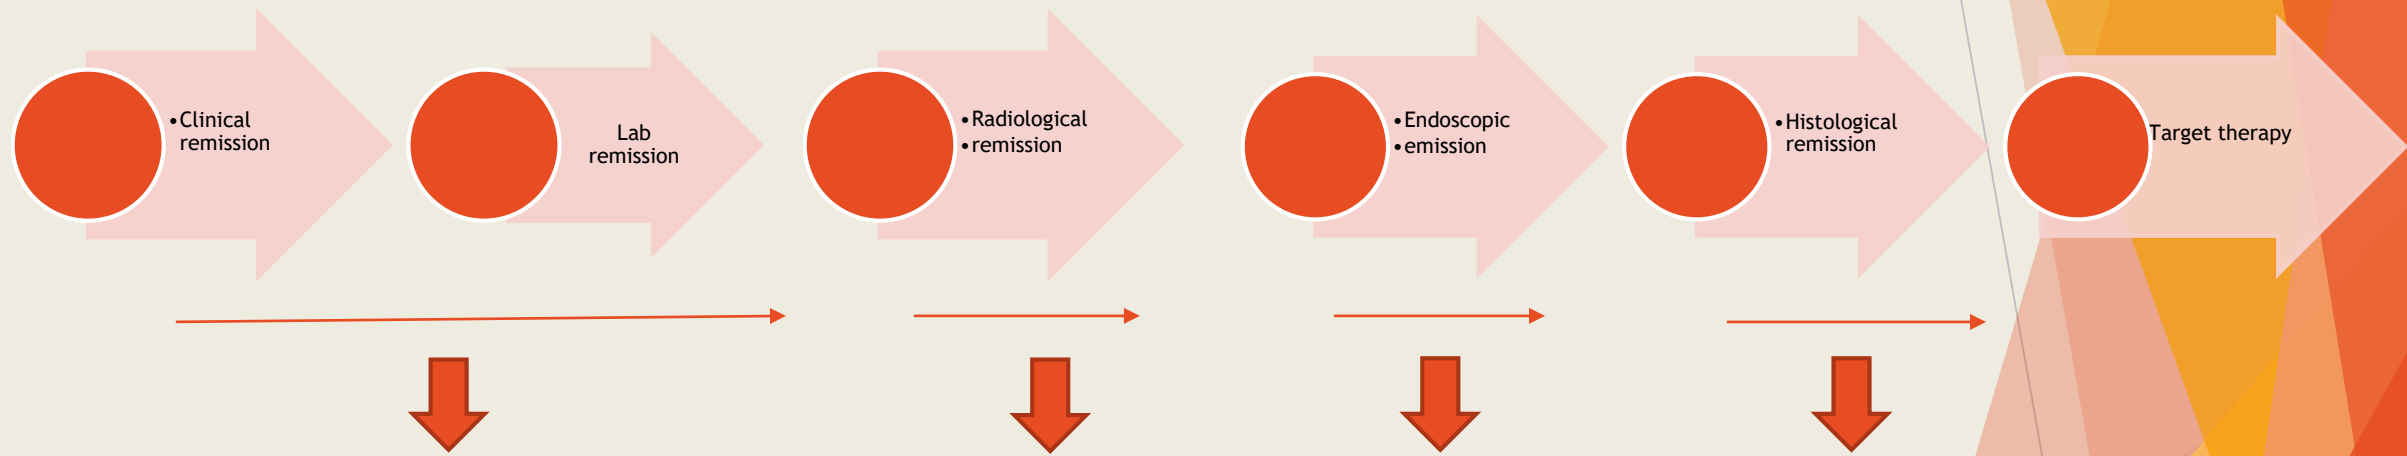 •Clinical
remission
Lab
remission
•Radiological
•remission
•Endoscopic
•emission
•Histological
remission
Target therapy